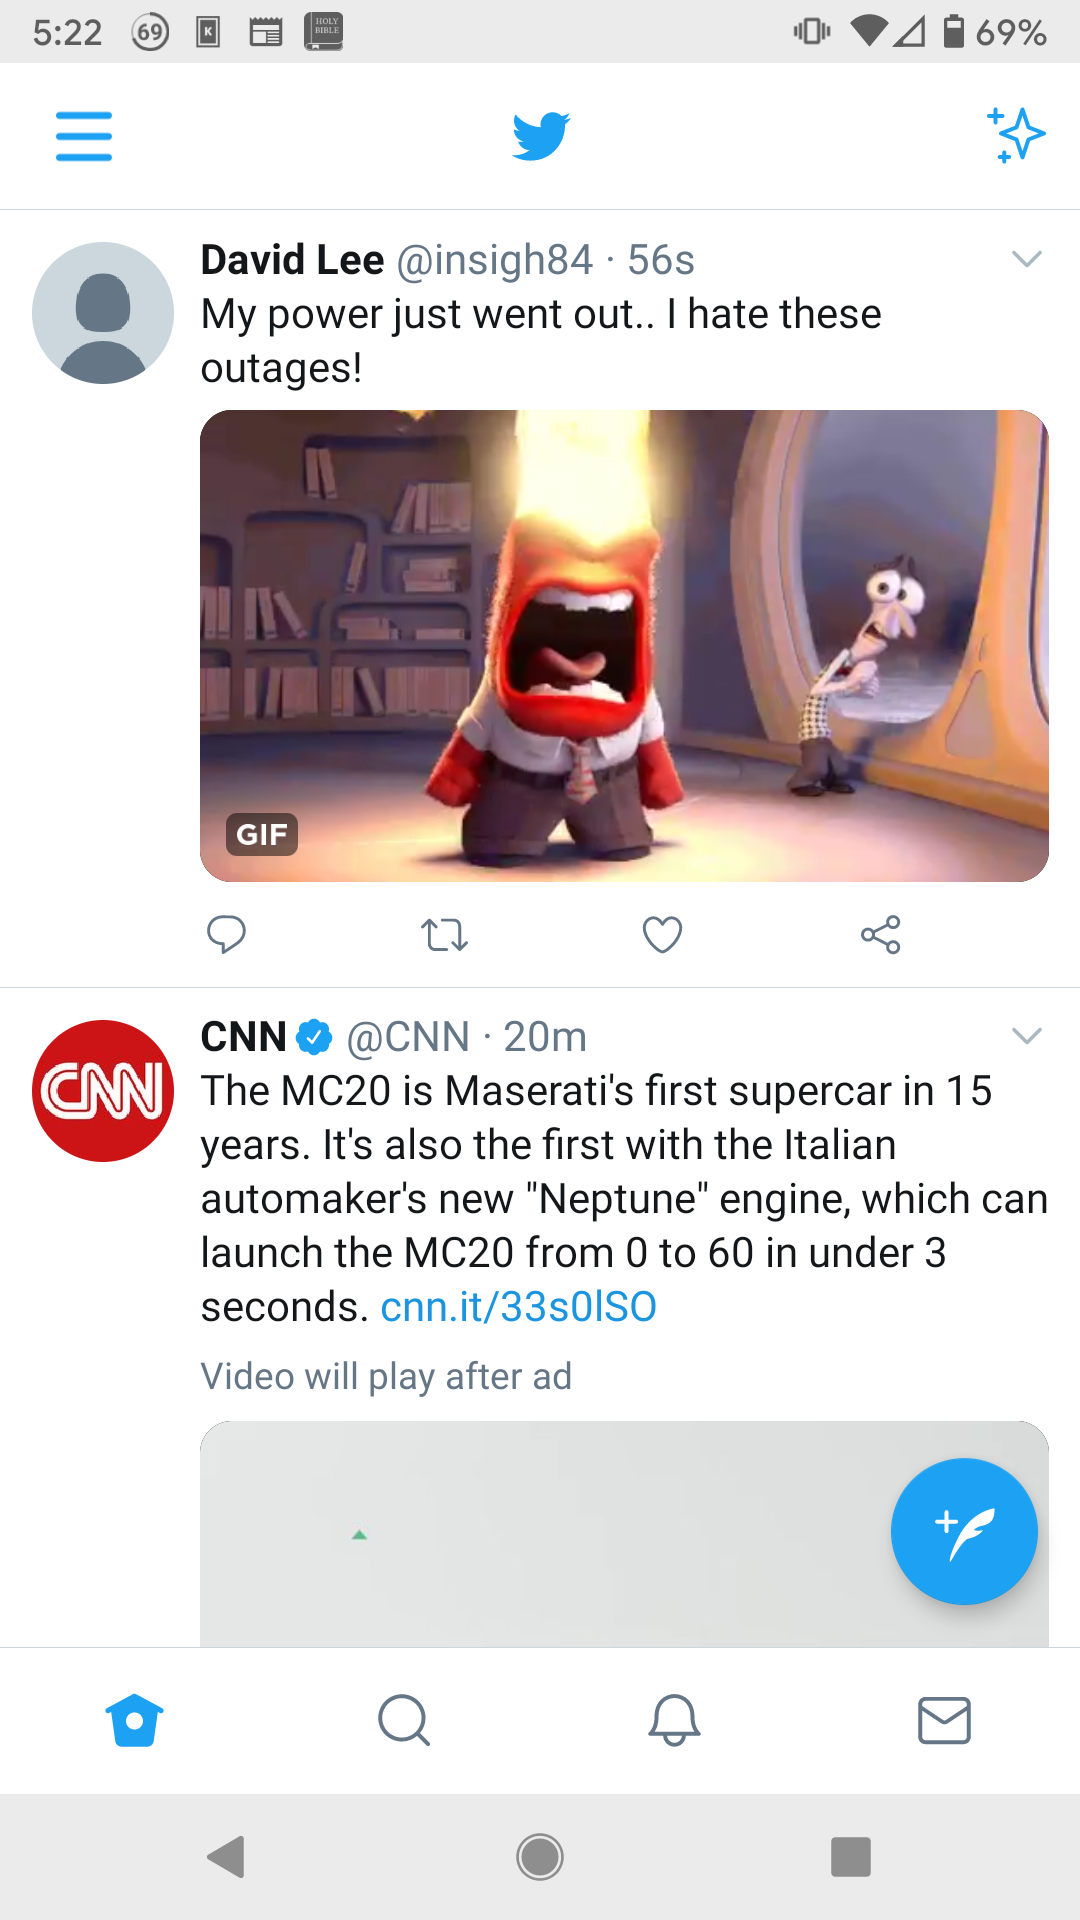 5:22 69 K HOLY BIBLE 69%
David Lee @insigh84 · 56s
My power just went out.. I hate these
outages!
GIF
CNN @CNN · 20m
The MC20 is Maserati's first supercar in 15
years. It's also the first with the Italian
automaker's new "Neptune" engine, which can
launch the MC20 from 0 to 60 in under 3
seconds. cnn.it/33s0lSO
Video will play after ad
CNN